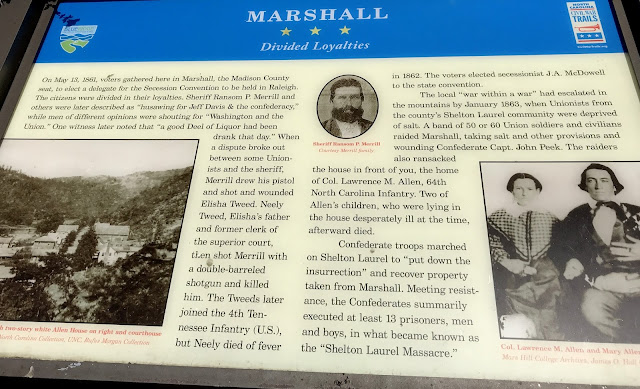 MARSHALL
Divided Loyalties
NORTH CAROLINA
CIVIL WAR
TRAILS
On May 13, 1861, voters gathered here in Marshall, the Madison County
seat, to elect a delegate for the Secession Convention to be held in Raleigh.
The citizens were divided in their loyalties. Sheriff Ransom P. Merrill and
others were later described as "husawing for Jeff Davis & the confederacy,"
while men of different opinions were shouting for "Washington and the
Union." One witness later noted that "a good Deel of Liquor had been
drank that day." When
a dispute broke out
between some Union-
ists and the sheriff,
Merrill drew his pistol
and shot and wounded
Elisha Tweed. Neely
Tweed, Elisha's father
and former clerk of
the superior court,
then shot Merrill with
a double-barreled
shotgun and killed
him. The Tweeds later
joined the 4th Ten-
nessee Infantry (U.S.),
but Neely died of fever
Sheriff Ransom P. Merrill
Courtesy Merrill family
in 1862. The voters elected secessionist J.A. McDowell
to the state convention.
The local "war within a war" had escalated in
the mountains by January 1863, when Unionists from
the county's Shelton Laurel community were deprived
of salt. A band of 50 or 60 Union soldiers and civilians
raided Marshall, taking salt and other provisions and
wounding Confederate Capt. John Peek. The raiders
also ransacked
the house in front of you, the home
of Col. Lawrence M. Allen, 64th
North Carolina Infantry. Two of
Allen's children, who were lying in
the house desperately ill at the time,
afterward died.
Confederate troops marched
on Shelton Laurel to "put down the
insurrection" and recover property
taken from Marshall. Meeting resist-
ance, the Confederates summarily
executed at least 13 prisoners, men
and boys, in what became known as
the "Shelton Laurel Massacre."
two-story white Allen House on right and courthouse
North Carolina Collection, UNC, Rufus Morgan Collection
Col. Lawrence M. Allen and Mary Allen
Mars Hill College Archives, James O. Hall